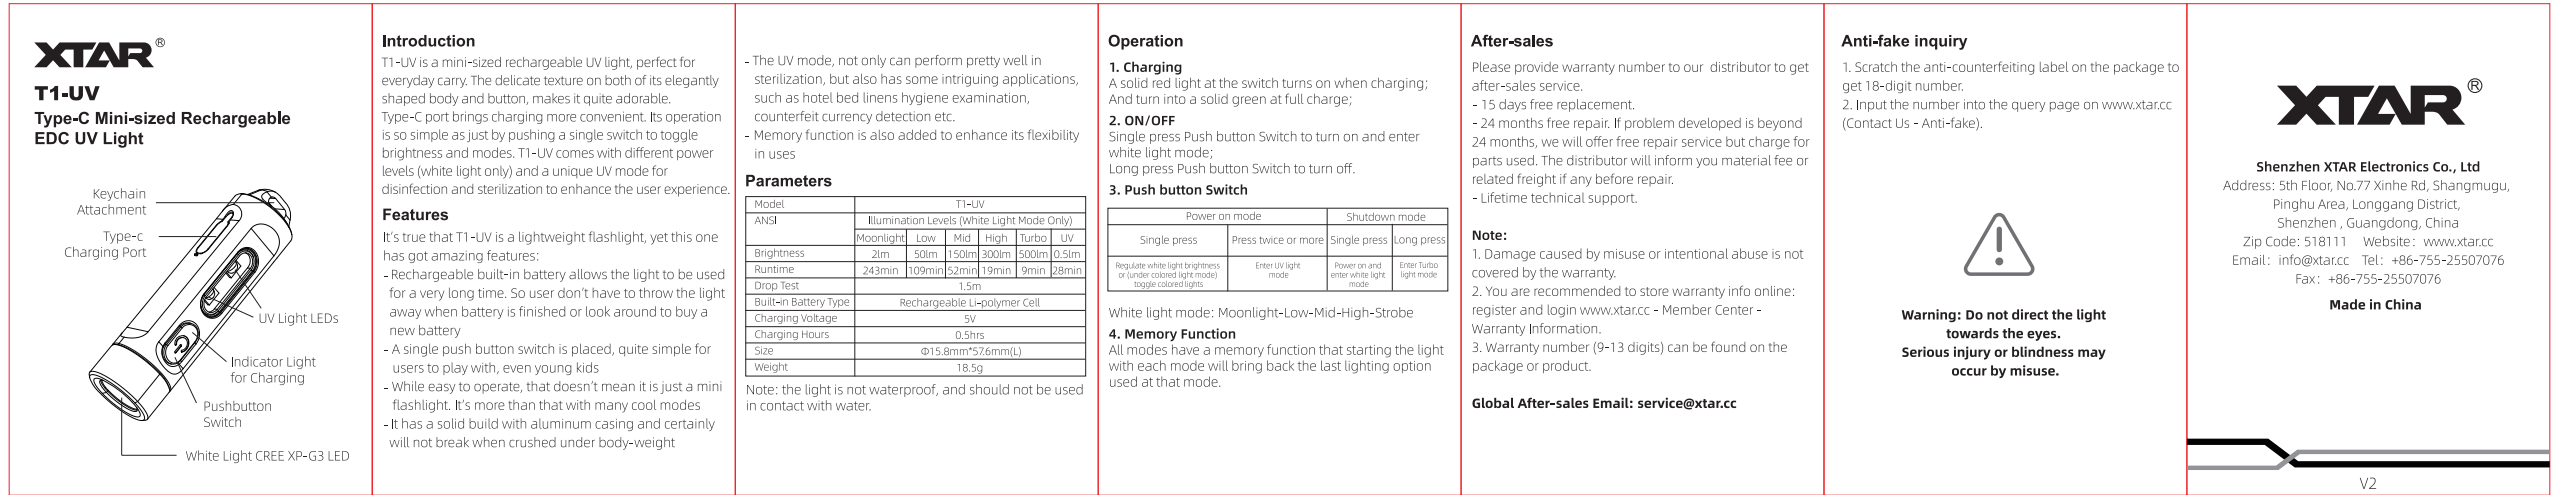 XTAR®
T1-UV
Type-C Mini-sized Rechargeable
EDC UV Light
Keychain
Attachment
Type-c
Charging Port
UV Light LEDs
Indicator Light
for Charging
Pushbutton
Switch
White Light CREE XP-G3 LED
Introduction
T1-UV is a mini-sized rechargeable UV light, perfect for
everyday carry. The delicate texture on both of its elegantly
shaped body and button, makes it quite adorable.
Type-C port brings charging more convenient. Its operation
is so simple as just by pushing a single switch to toggle
brightness and modes. T1-UV comes with different power
levels (white light only) and a unique UV mode for
disinfection and sterilization to enhance the user experience.
Features
It's true that T1-UV is a lightweight flashlight, yet this one
has got amazing features:
- Rechargeable built-in battery allows the light to be used
for a very long time. So user don't have to throw the light
away when battery is finished or look around to buy a
new battery
- A single push button switch is placed, quite simple for
users to play with, even young kids
- While easy to operate, that doesn't mean it is just a mini
flashlight. It's more than that with many cool modes
- It has a solid build with aluminum casing and certainly
will not break when crushed under body-weight
- The UV mode, not only can perform pretty well in
sterilization, but also has some intriguing applications,
such as hotel bed linens hygiene examination,
counterfeit currency detection etc.
- Memory function is also added to enhance its flexibility
in uses
Parameters
Model T1-UV
ANSI Illumination Levels (White Light Mode Only)
Moonlight Low Mid High Turbo UV
Brightness 2lm 50lm 150lm 300lm 500lm 0.5lm
Runtime 243min 109min 52min 19min 9min 28min
Drop Test 1.5m
Built-in Battery Type Rechargeable Li-polymer Cell
Charging Voltage 5V
Charging Hours 0.5hrs
Size Φ15.8mm*57.6mm(L)
Weight 18.5g
Note: the light is not waterproof, and should not be used
in contact with water.
Operation
1. Charging
A solid red light at the switch turns on when charging;
And turn into a solid green at full charge;
2. ON/OFF
Single press Push button Switch to turn on and enter
white light mode;
Long press Push button Switch to turn off.
3. Push button Switch
Power on mode Shutdown mode
Single press Press twice or more Single press Long press
Regulate white light brightness Enter UV light Power on and Enter Turbo
or (under colored light mode) mode enter white light light mode
toggle colored lights mode
White light mode: Moonlight-Low-Mid-High-Strobe
4. Memory Function
All modes have a memory function that starting the light
with each mode will bring back the last lighting option
used at that mode.
After-sales
Please provide warranty number to our distributor to get
after-sales service.
- 15 days free replacement.
- 24 months free repair. If problem developed is beyond
24 months, we will offer free repair service but charge for
parts used. The distributor will inform you material fee or
related freight if any before repair.
- Lifetime technical support.
Note:
1. Damage caused by misuse or intentional abuse is not
covered by the warranty.
2. You are recommended to store warranty info online:
register and login www.xtar.cc - Member Center -
Warranty Information.
3. Warranty number (9-13 digits) can be found on the
package or product.
Global After-sales Email: service@xtar.cc
Anti-fake inquiry
1. Scratch the anti-counterfeiting label on the package to
get 18-digit number.
2. Input the number into the query page on www.xtar.cc
(Contact Us - Anti-fake).
Warning: Do not direct the light
towards the eyes.
Serious injury or blindness may
occur by misuse.
XTAR®
Shenzhen XTAR Electronics Co., Ltd
Address: 5th Floor, No.77 Xinhe Rd, Shangmugu,
Pinghu Area, Longgang District,
Shenzhen , Guangdong, China
Zip Code: 518111 Website: www.xtar.cc
Email: info@xtar.cc Tel: +86-755-25507076
Fax: +86-755-25507076
Made in China
V2